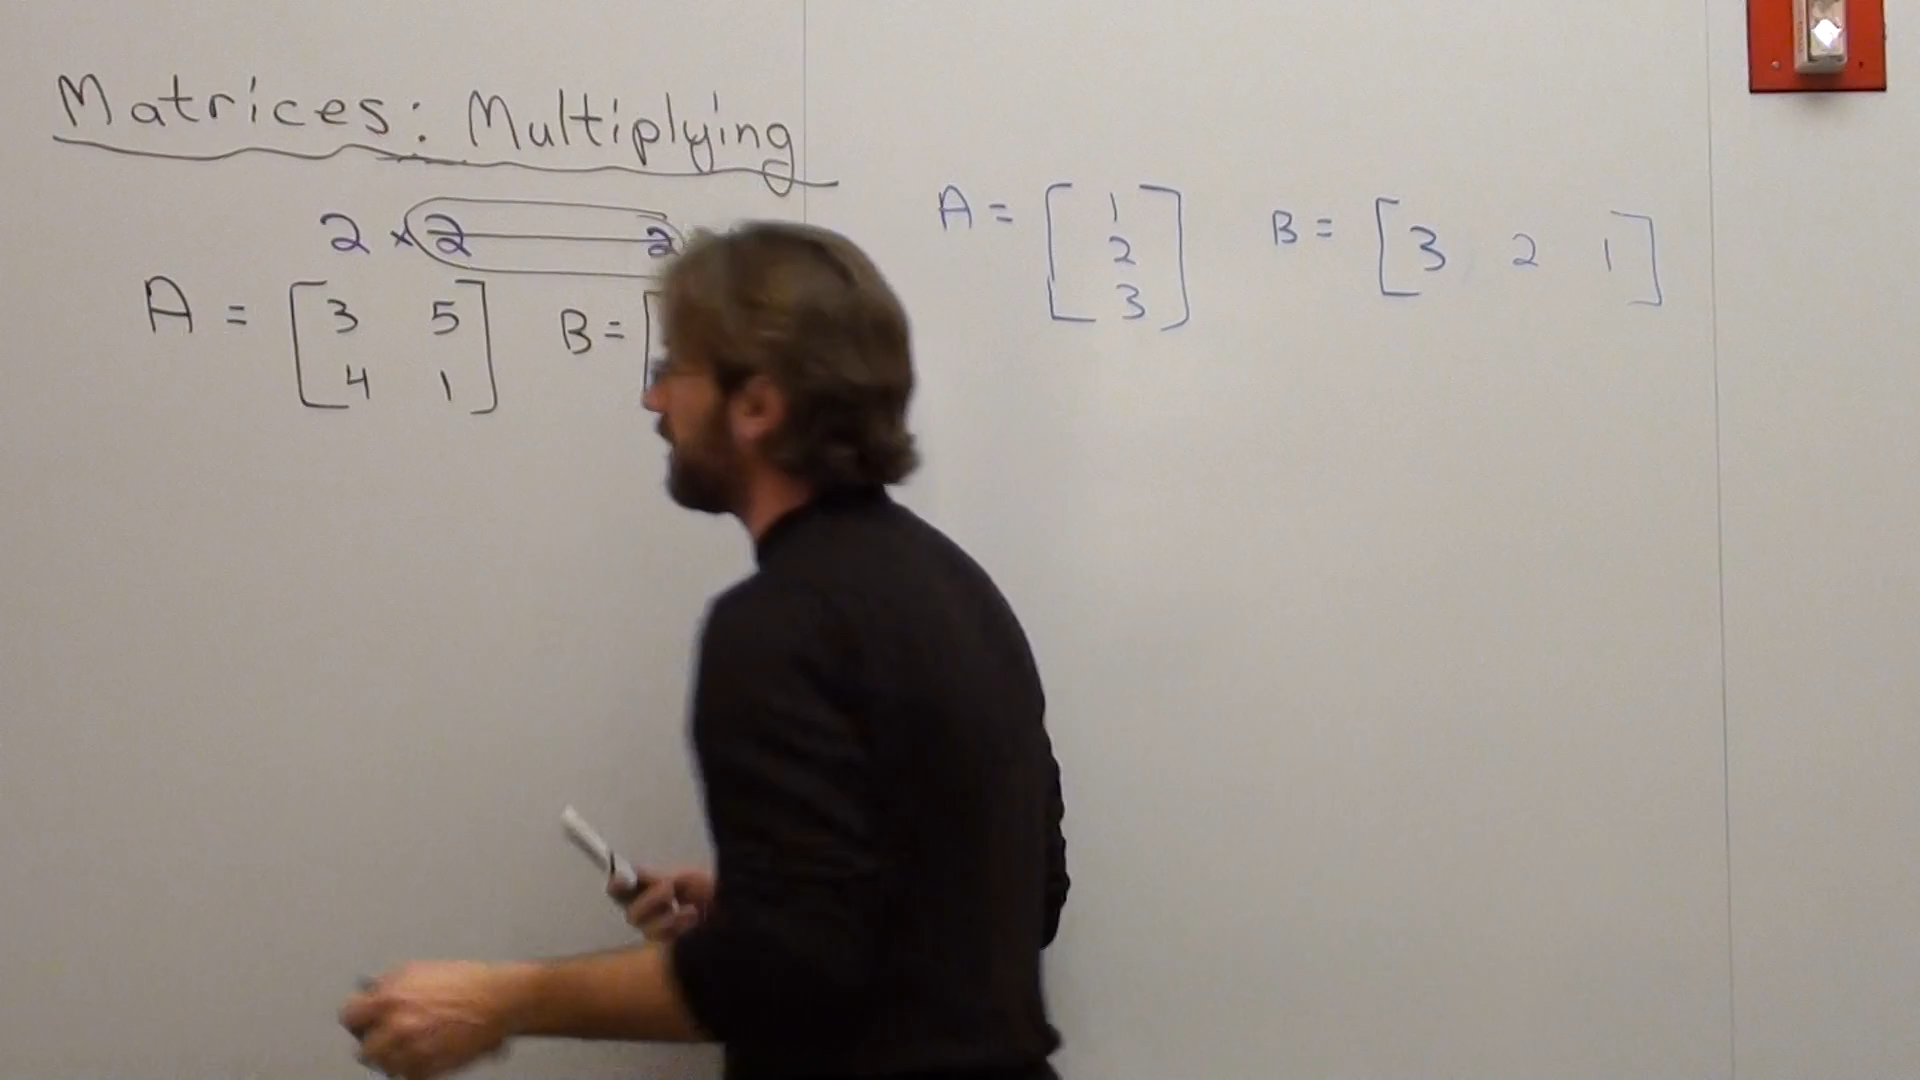 Matrices: Multiplying
2 x 2 2
A = [ 3 5
4 1 ]
B = [
A = [ 1
2
3 ]
B = [ 3 2 1 ]